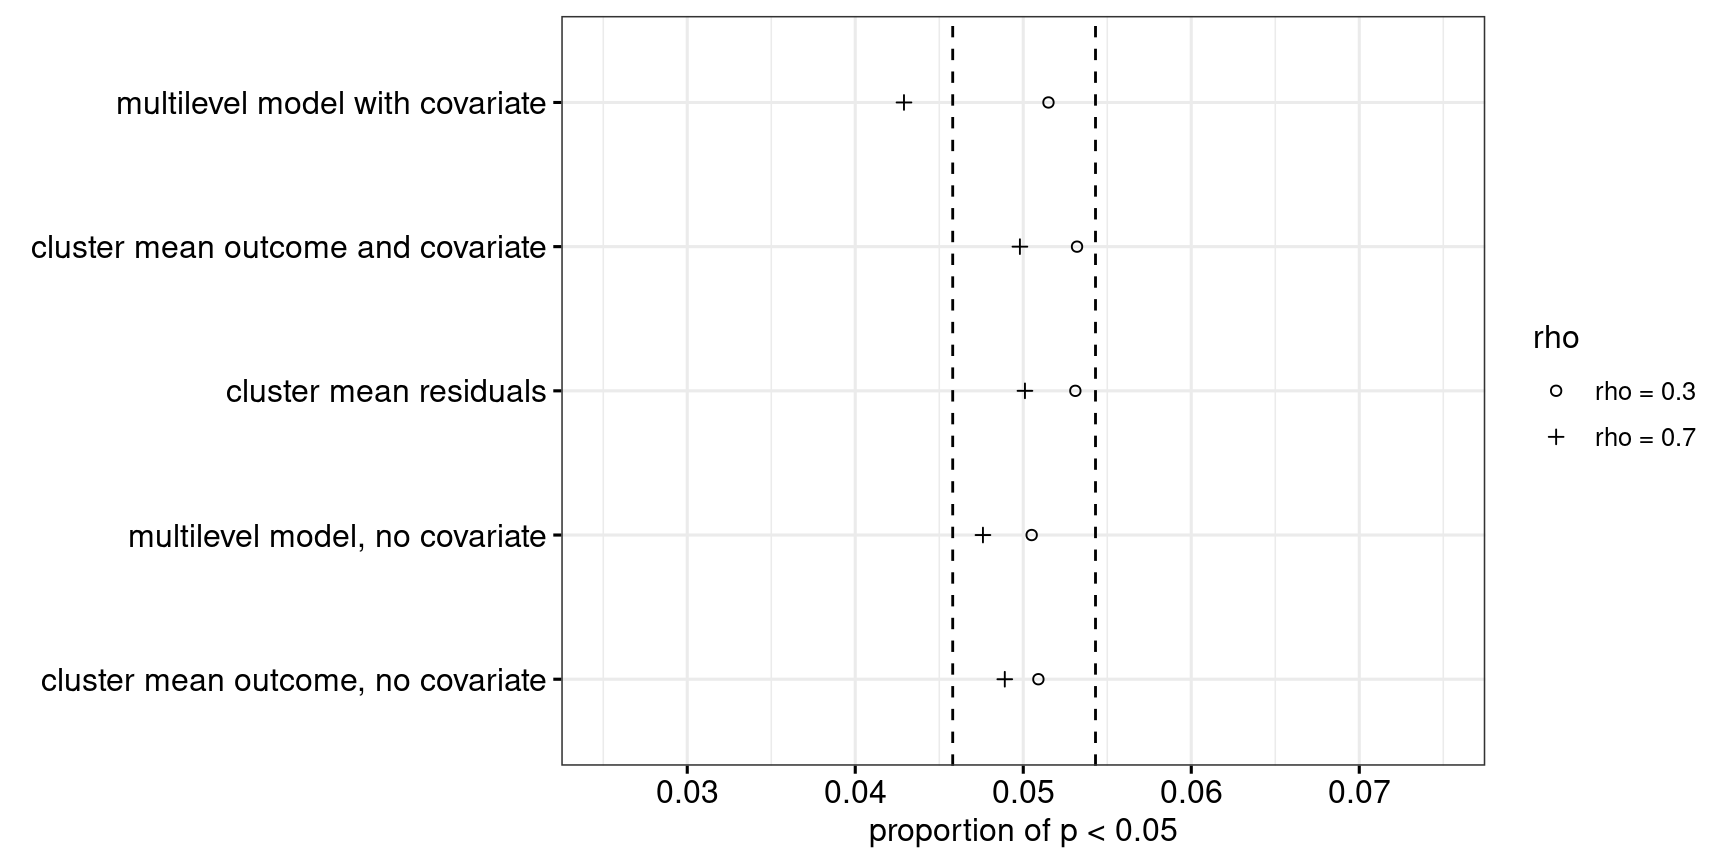 multilevel model with covariate
cluster mean outcome and covariate
cluster mean residuals
multilevel model, no covariate
cluster mean outcome, no covariate
0.03 0.04 0.05 0.06 0.07
proportion of p < 0.05
rho
rho = 0.3
rho = 0.7